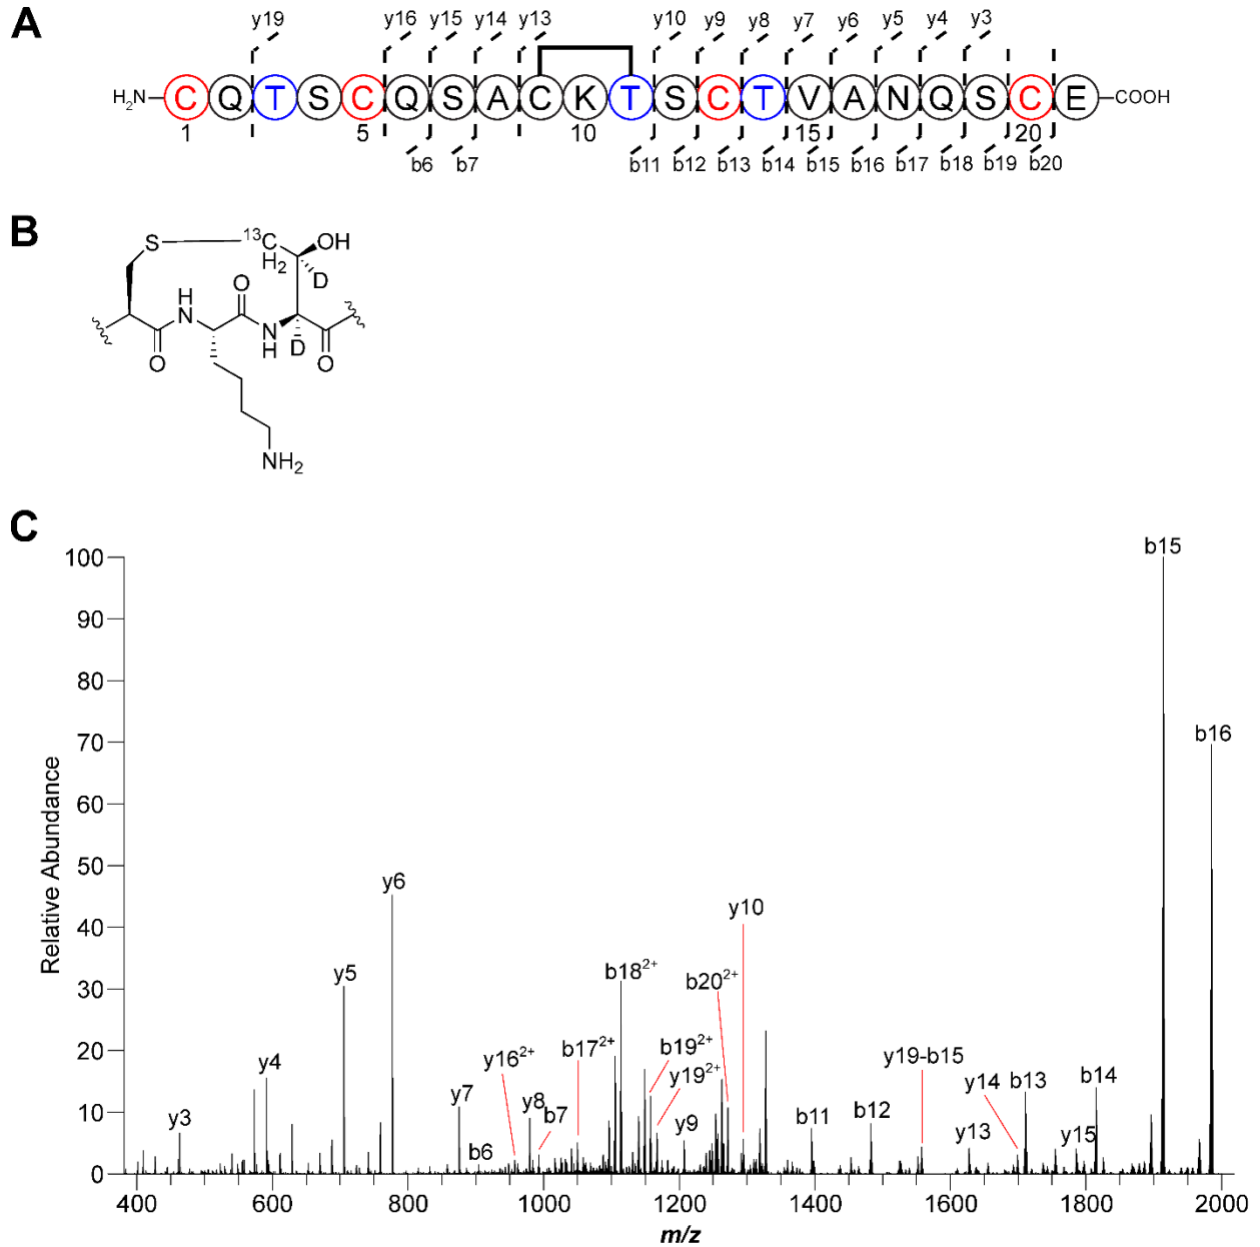 A
y19 y16 y15 y14 y13 y10 y9 y8 y7 y6 y5 y4 y3
H₂N C Q T S C Q S A C K T S C T V A N Q S C E COOH
1 5 10 15 20
b6 b7 b11 b12 b13 b14 b15 b16 b17 b18 b19 b20
B
S ¹³C H₂ OH
D
O
H
N
O
N
H
D
O
O
NH₂
C
Relative Abundance
100
90
80
70
60
50
40
30
20
10
0
b15
b16
y6
y10
y5
b18²⁺
b20²⁺
y4
y16²⁺
b17²⁺
b19²⁺
y19²⁺
y19-b15
y3
y7
b6
y8
b7
y9
b11
b12
y14
y13
b13
y15
b14
400 600 800 1000 1200 1400 1600 1800 2000
m/z